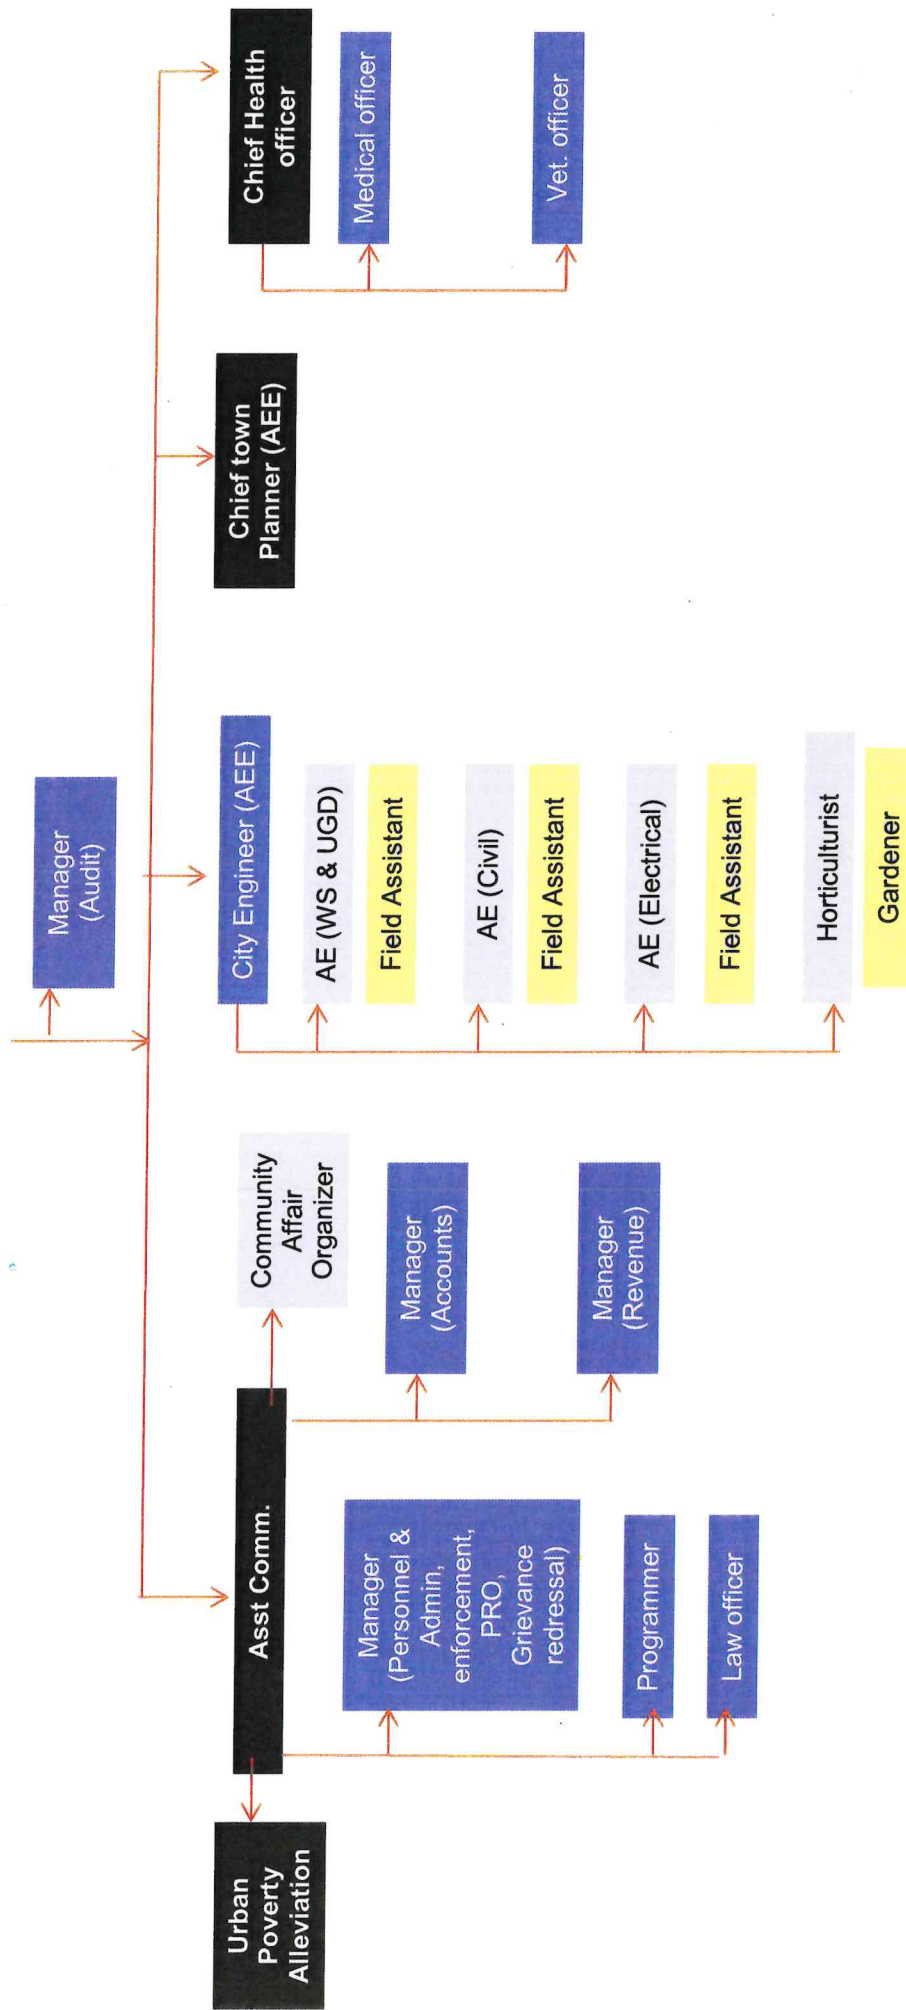 Manager
(Audit)
Urban
Poverty
Alleviation
Asst Comm.
Manager
(Personnel &
Admin,
enforcement,
PRO,
Grievance
redressal)
Programmer
Law officer
Community
Affair
Organizer
Manager
(Accounts)
Manager
(Revenue)
City Engineer (AEE)
AE (WS & UGD)
Field Assistant
AE (Civil)
Field Assistant
AE (Electrical)
Field Assistant
Horticulturist
Gardener
Chief town
Planner (AEE)
Chief Health
officer
Medical officer
Vet. officer